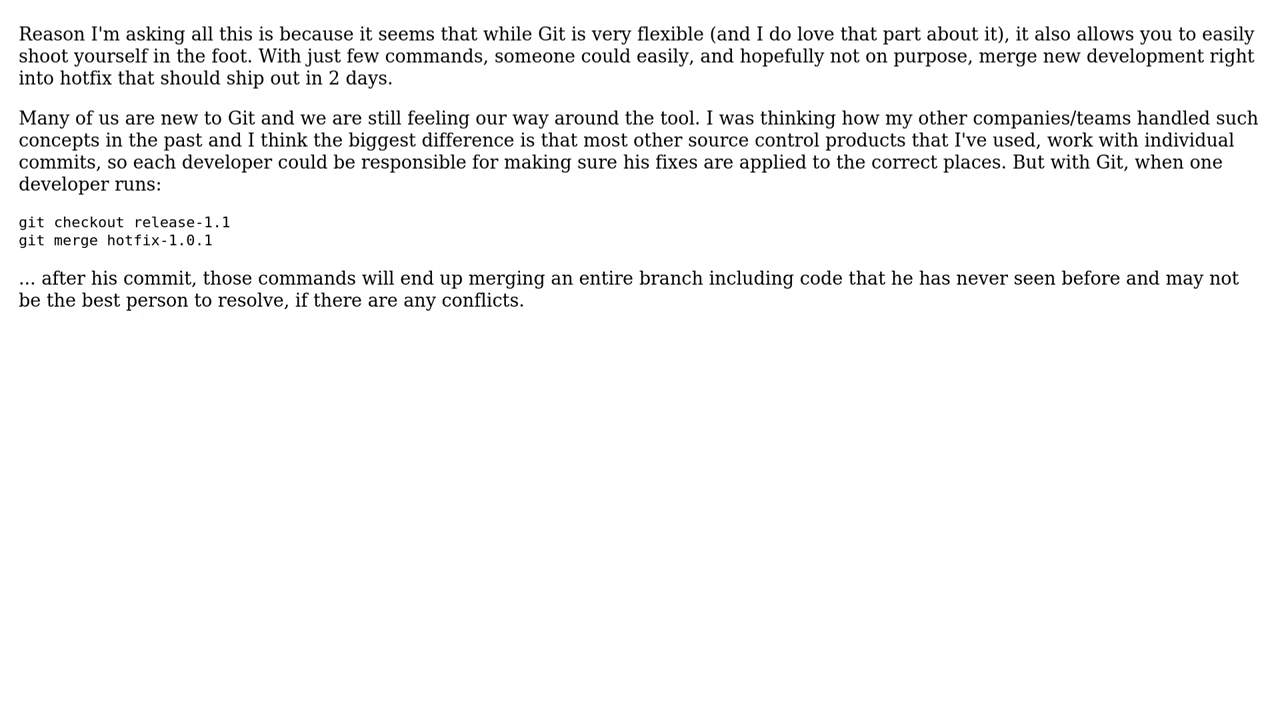 Reason I'm asking all this is because it seems that while Git is very flexible (and I do love that part about it), it also allows you to easily
shoot yourself in the foot. With just few commands, someone could easily, and hopefully not on purpose, merge new development right
into hotfix that should ship out in 2 days.
Many of us are new to Git and we are still feeling our way around the tool. I was thinking how my other companies/teams handled such
concepts in the past and I think the biggest difference is that most other source control products that I've used, work with individual
commits, so each developer could be responsible for making sure his fixes are applied to the correct places. But with Git, when one
developer runs:
git checkout release-1.1
git merge hotfix-1.0.1
... after his commit, those commands will end up merging an entire branch including code that he has never seen before and may not
be the best person to resolve, if there are any conflicts.